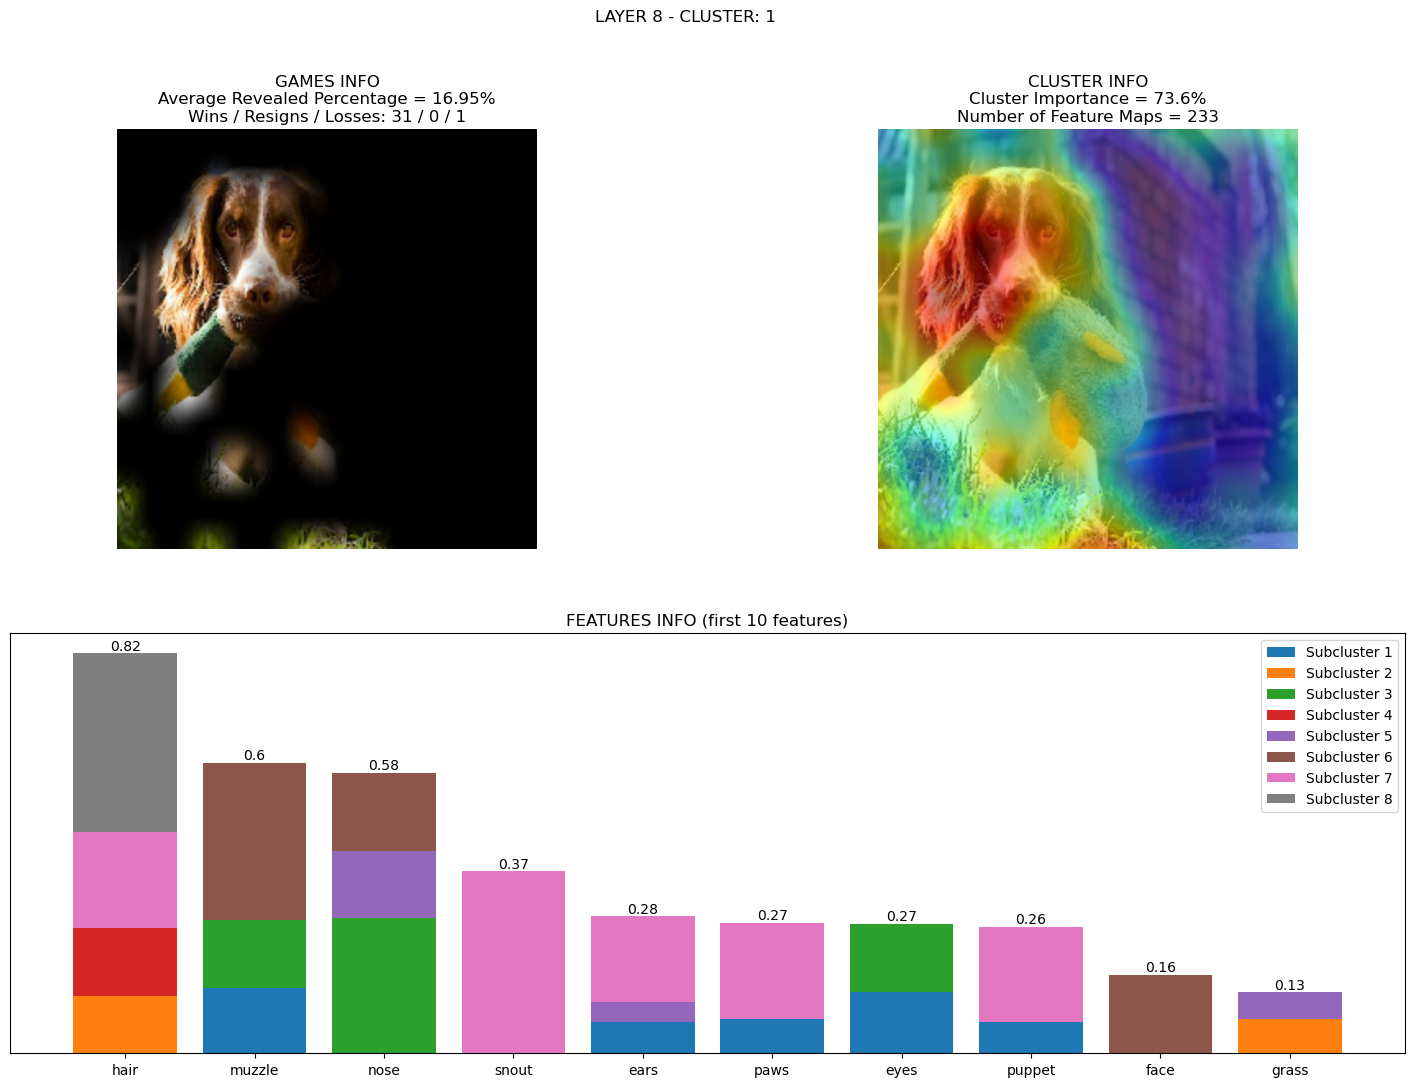 LAYER 8 - CLUSTER: 1
GAMES INFO
Average Revealed Percentage = 16.95%
Wins / Resigns / Losses: 31 / 0 / 1
CLUSTER INFO
Cluster Importance = 73.6%
Number of Feature Maps = 233
FEATURES INFO (first 10 features)
0.82
0.6
0.58
0.37
0.28
0.27
0.27
0.26
0.16
0.13
Subcluster 1
Subcluster 2
Subcluster 3
Subcluster 4
Subcluster 5
Subcluster 6
Subcluster 7
Subcluster 8
hair
muzzle
nose
snout
ears
paws
eyes
puppet
face
grass